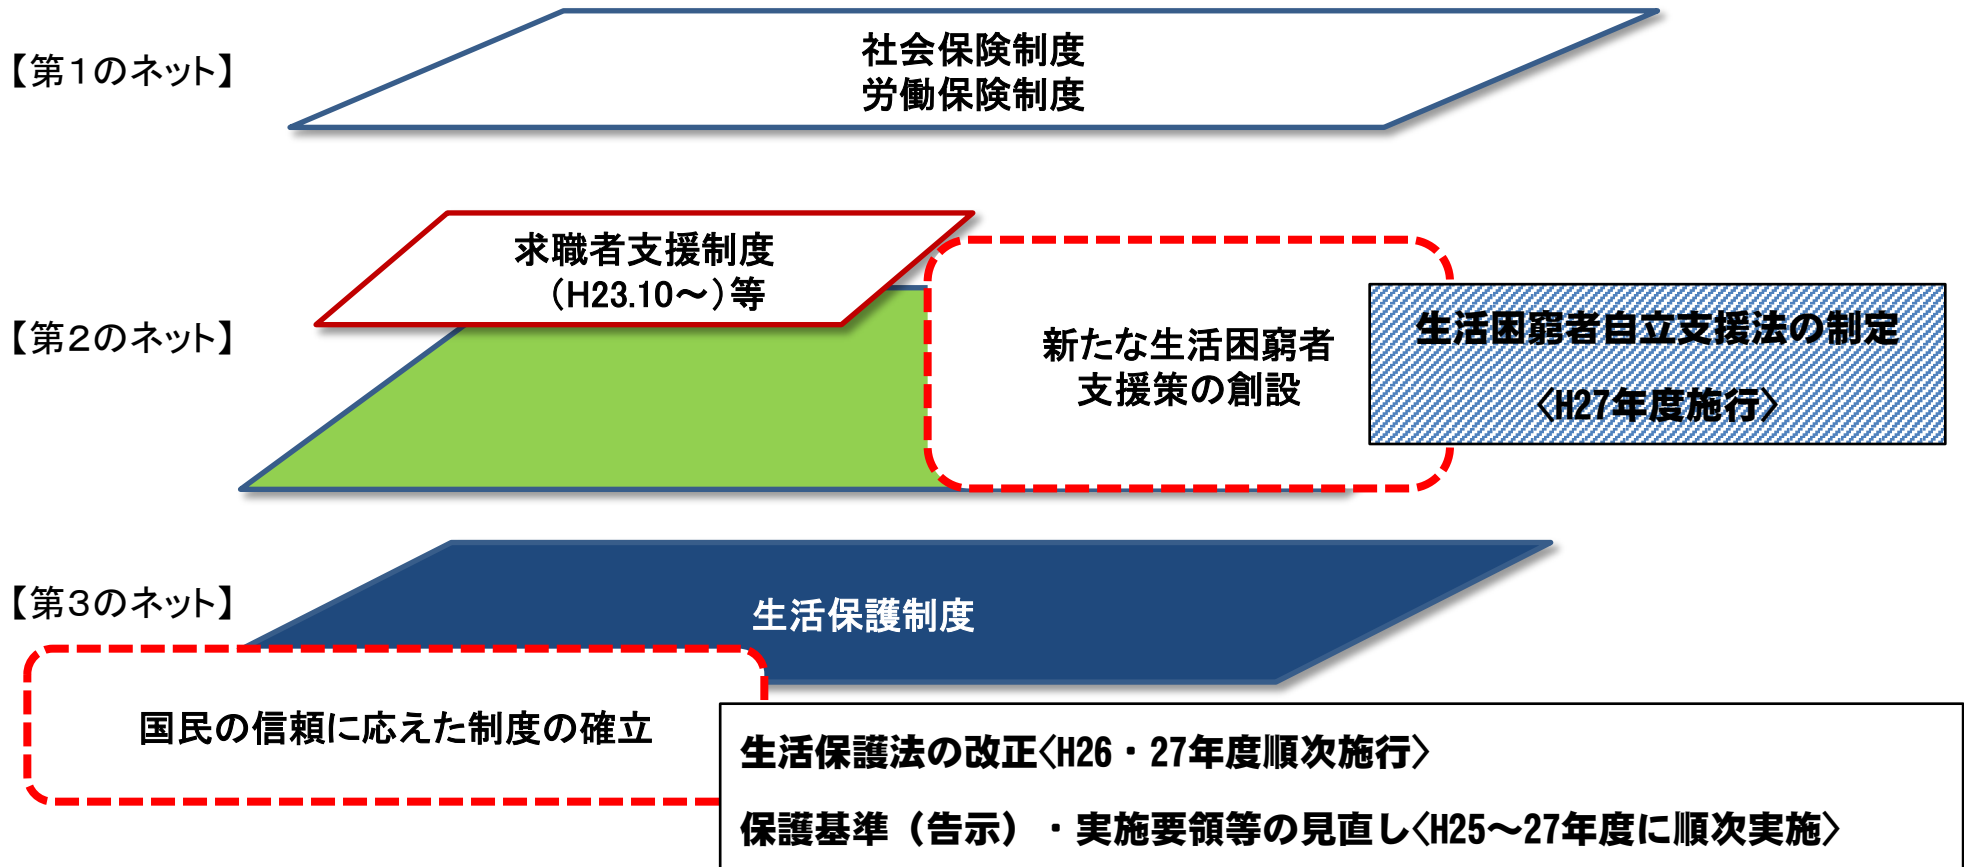 【第1のネット】
社会保険制度
労働保険制度
求職者支援制度
（H23.10～）等
【第2のネット】
新たな生活困窮者
支援策の創設
生活困窮者自立支援法の制定
〈H27年度施行〉
【第3のネット】
生活保護制度
国民の信頼に応えた制度の確立
生活保護法の改正〈H26・27年度順次施行〉
保護基準（告示）・実施要領等の見直し〈H25～27年度に順次実施〉